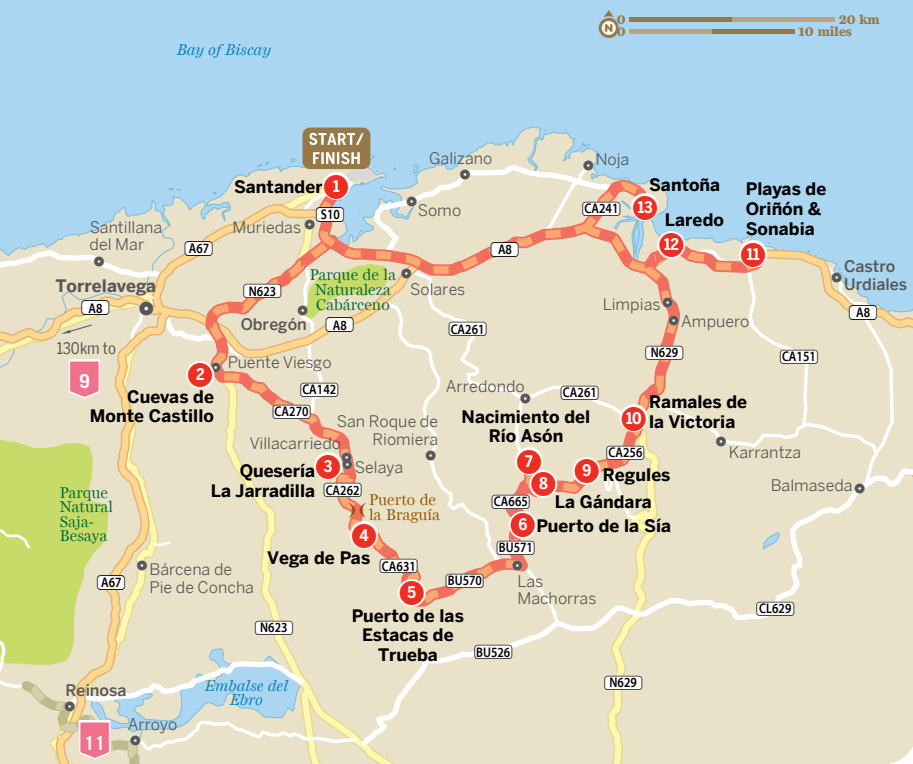 0 20 km
N
0 10 miles
Bay of Biscay
START/
FINISH
Galizano
Noja
Santander
1
Santoña
Playas de
Oriñón &
Sonabia
S10
Somo
CA241
13
Laredo
Santillana
del Mar
Muriedas
A67
A8
12
11
Castro
Urdiales
Torrelavega
N623
Parque de la
Naturaleza
Cabárceno
Solares
A8
Obregón
A8
Limpias
A8
130km to
9
CA261
Ampuero
2
Puente Viesgo
N629
CA151
Cuevas de
Monte Castillo
CA142
Arredondo
CA261
Ramales de
la Victoria
CA270
San Roque de
Riomiera
Nacimiento del
Río Asón
10
Villacarriedo
CA256
Karrantza
Quesería
La Jarradilla
3
Selaya
7
8
9
Regules
CA262
Puerto de
la Braguía
La Gándara
Balmaseda
Parque
Natural
Saja-
Besaya
CA665
4
6
Puerto de la Sía
Vega de Pas
BU571
Bárcena de
Pie de Concha
CA631
BU570
Las
Machorras
A67
5
CL629
Puerto de las
Estacas de
Trueba
N623
BU526
Embalse del
Ebro
N629
Reinosa
11
Arroyo